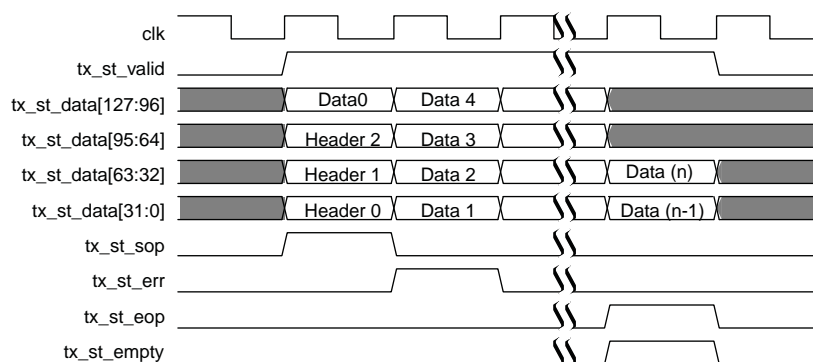 clk
tx_st_valid
tx_st_data[127:96] Data0 Data 4
tx_st_data[95:64] Header 2 Data 3
tx_st_data[63:32] Header 1 Data 2 Data (n)
tx_st_data[31:0] Header 0 Data 1 Data (n-1)
tx_st_sop
tx_st_err
tx_st_eop
tx_st_empty